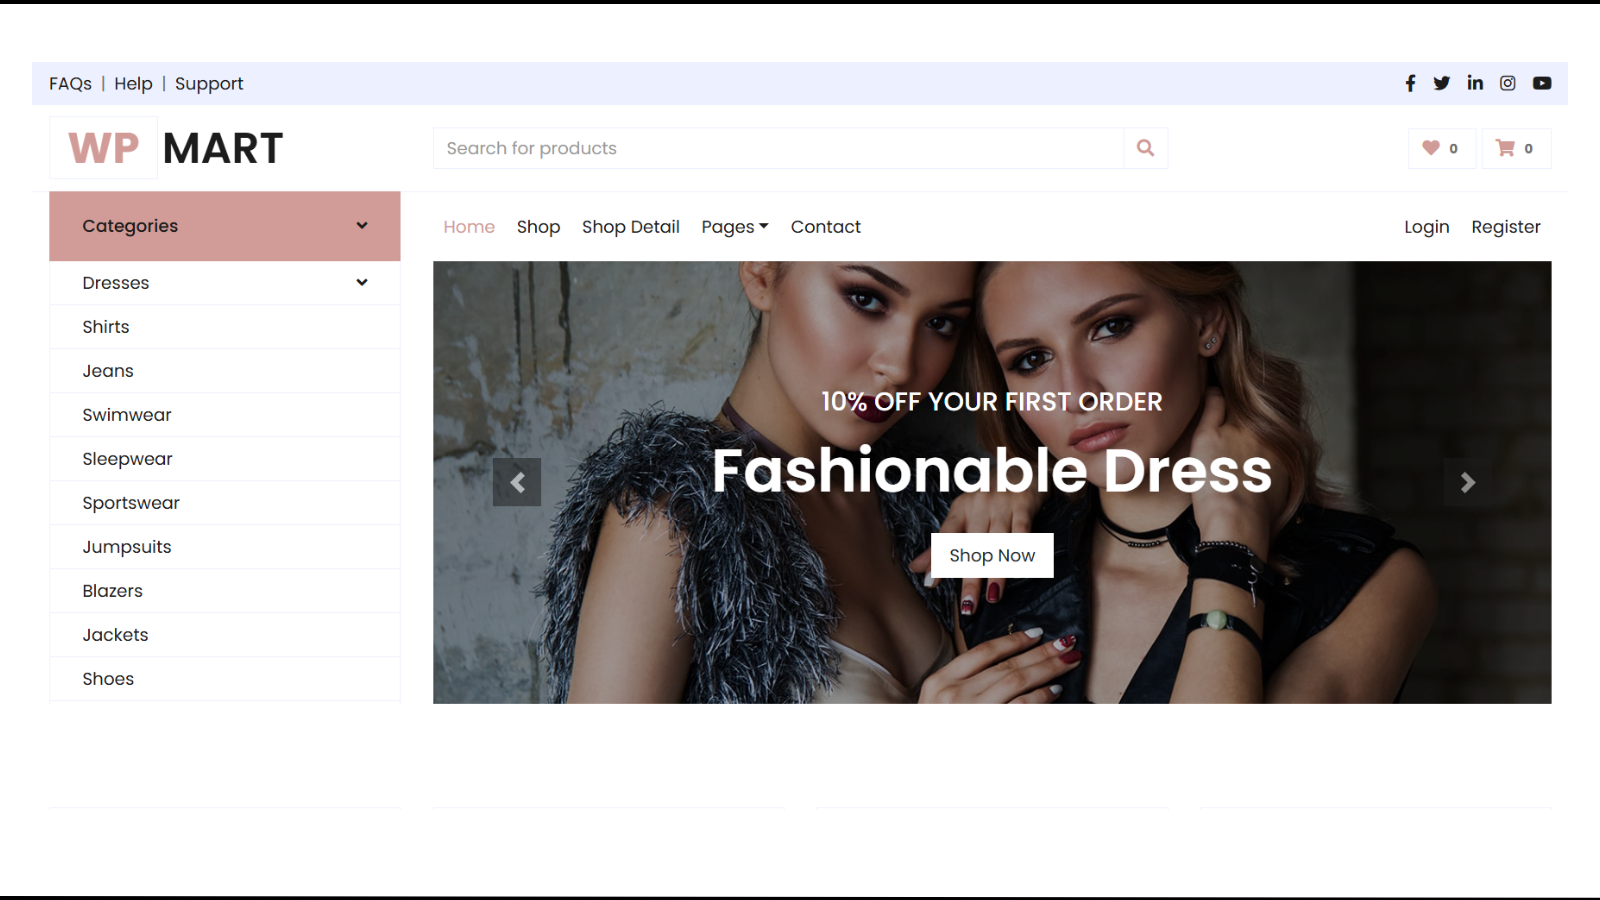 FAQs | Help | Support
WP MART
Search for products
0
0
Categories
Home Shop Shop Detail Pages Contact
Login Register
Dresses
Shirts
Jeans
Swimwear
Sleepwear
Sportswear
Jumpsuits
Blazers
Jackets
Shoes
10% OFF YOUR FIRST ORDER
Fashionable Dress
Shop Now